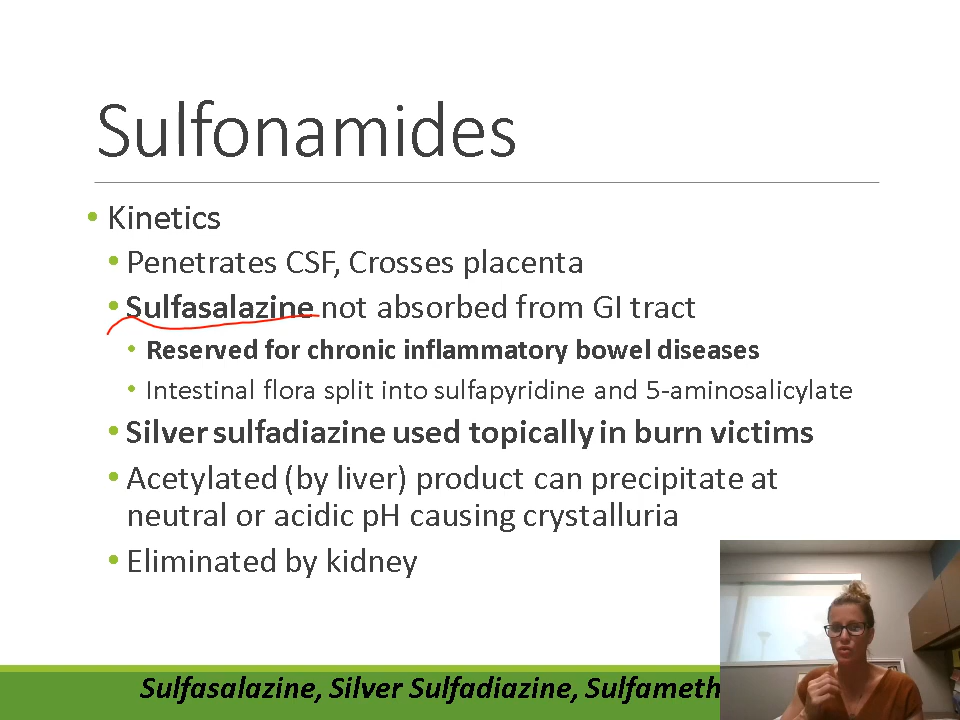 Sulfonamides
• Kinetics
• Penetrates CSF, Crosses placenta
• Sulfasalazine not absorbed from GI tract
• Reserved for chronic inflammatory bowel diseases
• Intestinal flora split into sulfapyridine and 5-aminosalicylate
• Silver sulfadiazine used topically in burn victims
• Acetylated (by liver) product can precipitate at
neutral or acidic pH causing crystalluria
• Eliminated by kidney
Sulfasalazine, Silver Sulfadiazine, Sulfameth